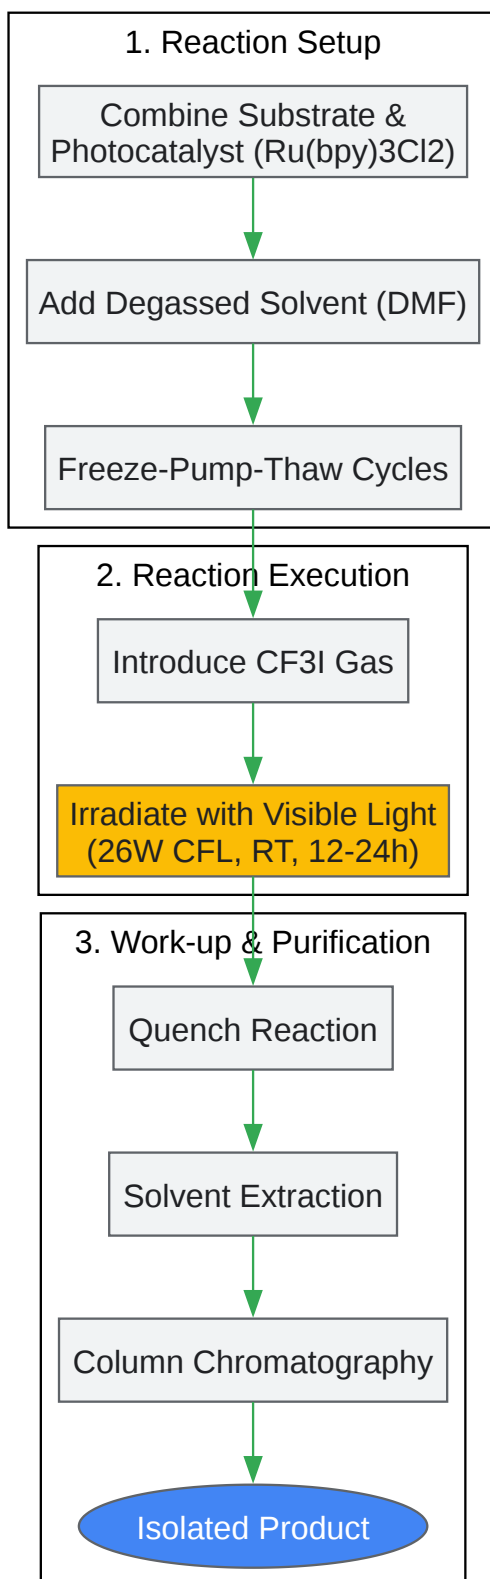 1. Reaction Setup
Combine Substrate &
Photocatalyst (Ru(bpy)3Cl2)
Add Degassed Solvent (DMF)
Freeze-Pump-Thaw Cycles
2. Reaction Execution
Introduce CF3I Gas
Irradiate with Visible Light
(26W CFL, RT, 12-24h)
3. Work-up & Purification
Quench Reaction
Solvent Extraction
Column Chromatography
Isolated Product